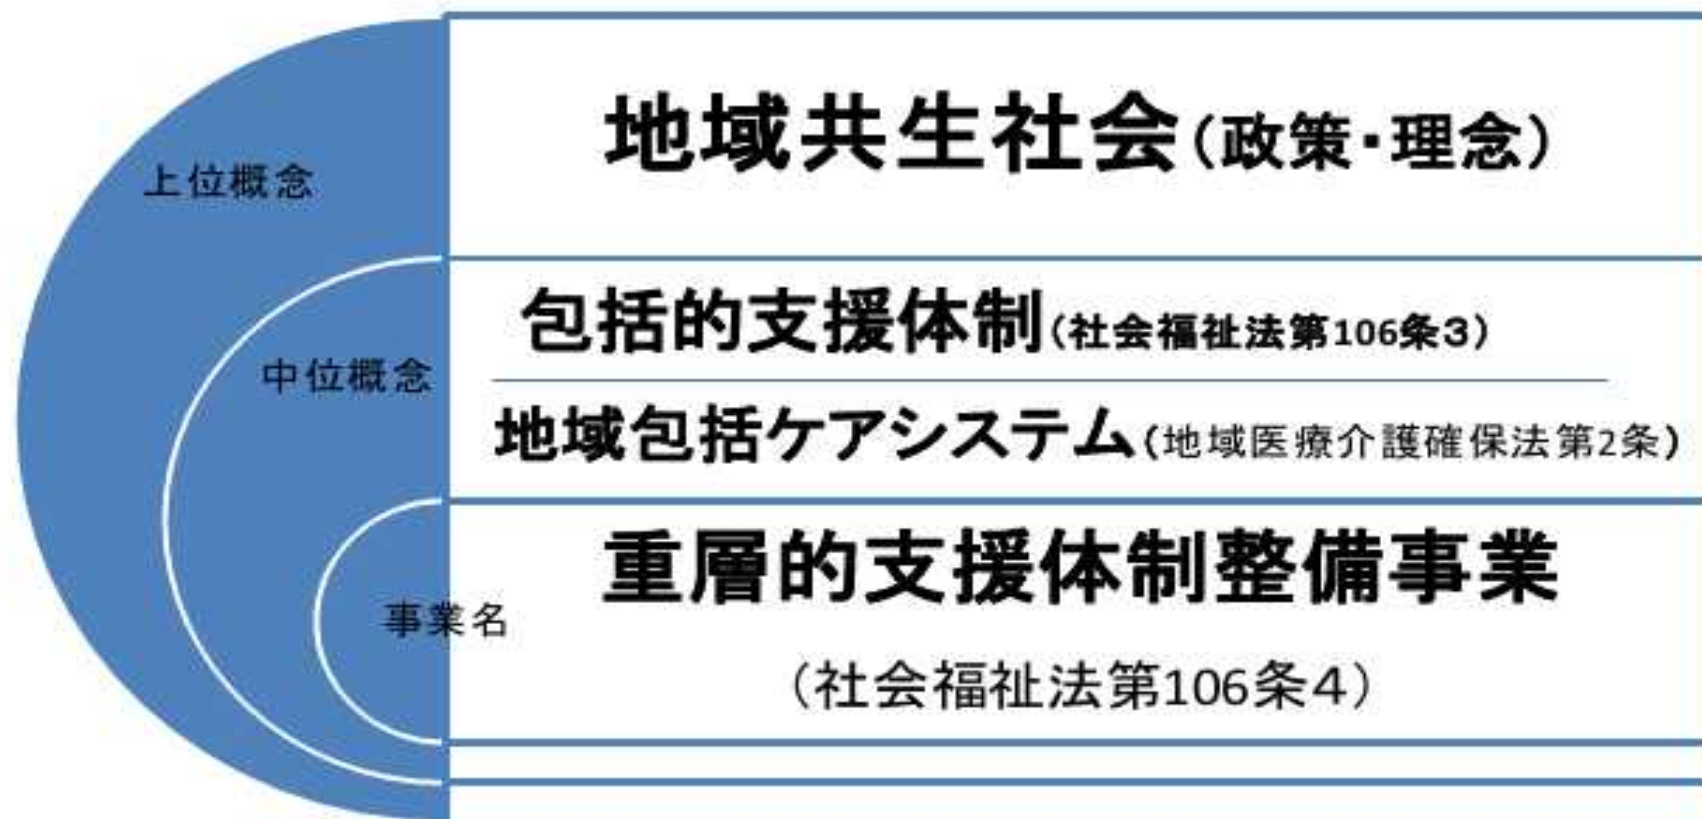 上位概念
地域共生社会(政策・理念)
中位概念
包括的支援体制(社会福祉法第106条3)
地域包括ケアシステム(地域医療介護確保法第2条)
事業名
重層的支援体制整備事業
(社会福祉法第106条4)